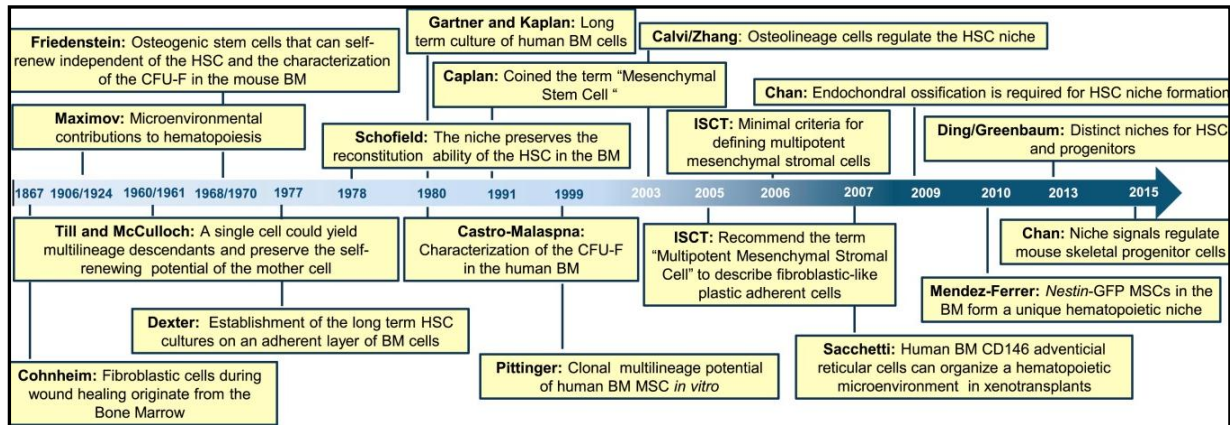 Friedenstein: Osteogenic stem cells that can self-
renew independent of the HSC and the characterization
of the CFU-F in the mouse BM
Gartner and Kaplan: Long
term culture of human BM cells
Calvi/Zhang: Osteolineage cells regulate the HSC niche
Caplan: Coined the term “Mesenchymal
Stem Cell “
Chan: Endochondral ossification is required for HSC niche formation
Maximov: Microenvironmental
contributions to hematopoiesis
Schofield: The niche preserves the
reconstitution ability of the HSC in the BM
ISCT: Minimal criteria for
defining multipotent
mesenchymal stromal cells
Ding/Greenbaum: Distinct niches for HSC
and progenitors
1867 1906/1924 1960/1961 1968/1970 1977 1978 1980 1991 1999 2003 2005 2006 2007 2009 2010 2013 2015
Till and McCulloch: A single cell could yield
multilineage descendants and preserve the self-
renewing potential of the mother cell
Castro-Malaspna:
Characterization of the CFU-F
in the human BM
ISCT: Recommend the term
“Multipotent Mesenchymal Stromal
Cell” to describe fibroblastic-like
plastic adherent cells
Chan: Niche signals regulate
mouse skeletal progenitor cells
Mendez-Ferrer: Nestin-GFP MSCs in the
BM form a unique hematopoietic niche
Dexter: Establishment of the long term HSC
cultures on an adherent layer of BM cells
Cohnheim: Fibroblastic cells during
wound healing originate from the
Bone Marrow
Pittinger: Clonal multilineage potential
of human BM MSC in vitro
Sacchetti: Human BM CD146 adventicial
reticular cells can organize a hematopoietic
microenvironment in xenotransplants